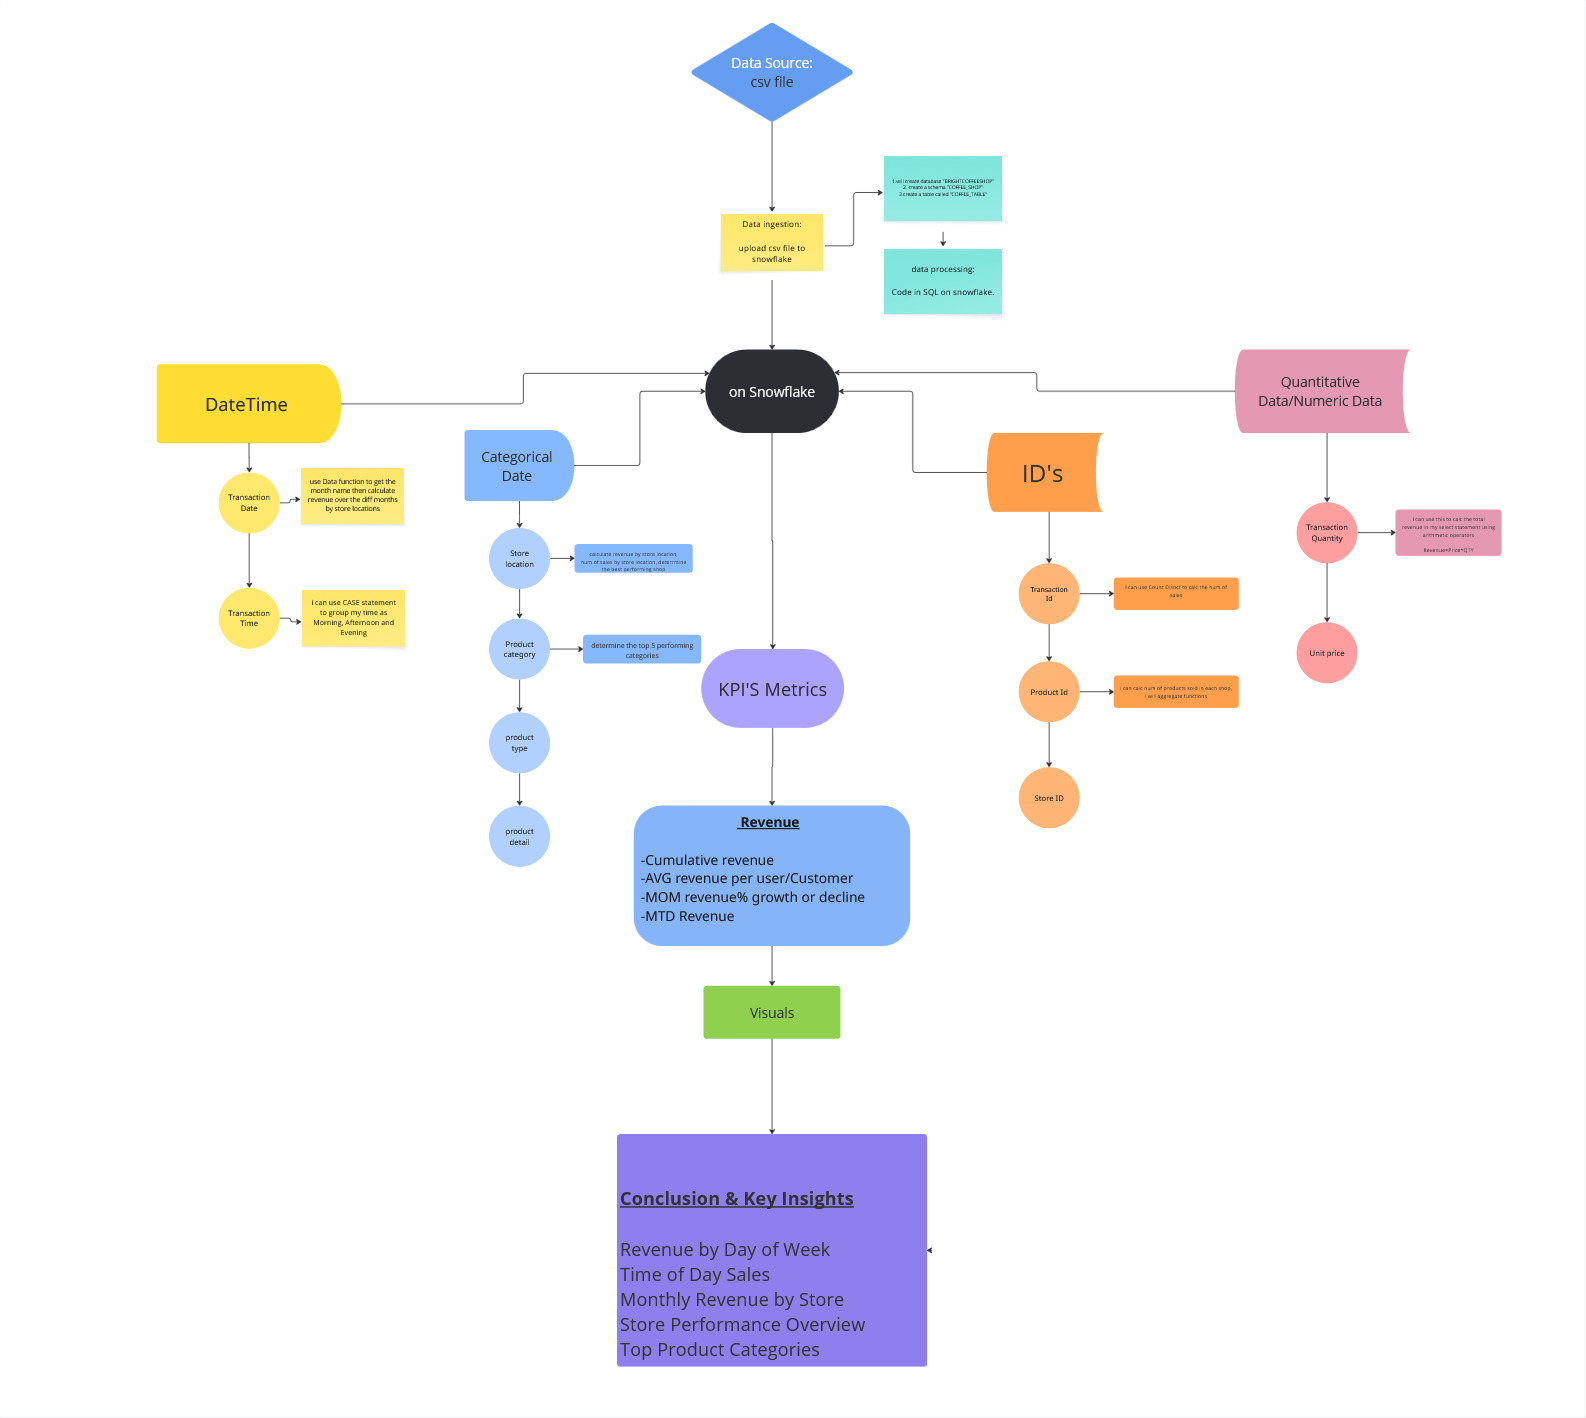 Data Source:
csv file
1.wil i create database "BRIGHTCOFFEESHOP"
2. create a schema "COFFEE_SHOP"
3.create a table called "COFFEE_TABLE"
Data ingestion:
upload csv file to
snowflake
data processing:
Code in SQL on snowflake.
on Snowflake
DateTime
Transaction
Date
use Data function to get the
month name then calculate
revenue over the diff months
by store locations
Transaction
Time
i can use CASE statement
to group my time as
Morning, Afternoon and
Evening
Categorical
Date
Store
location
calculate revenue by store location,
num of sales by store location, determine
the best performing shop
Product
category
determine the top 5 performing
categories
product
type
product
detail
ID's
Transaction
Id
I can use Count Distict to calc the num of
sales
Product Id
I can calc num of products sold in each shop,
aggregate functions
Store ID
Quantitative
Data/Numeric Data
Transaction
Quantity
I can use this to calc the total
revenue in my select statement using
arithmetic operators
Revenue=Price*QTY
Unit price
KPI'S Metrics
Revenue
-Cumulative revenue
-AVG revenue per user/Customer
-MOM revenue% growth or decline
-MTD Revenue
Visuals
Conclusion & Key Insights
Revenue by Day of Week
Time of Day Sales
Monthly Revenue by Store
Store Performance Overview
Top Product Categories